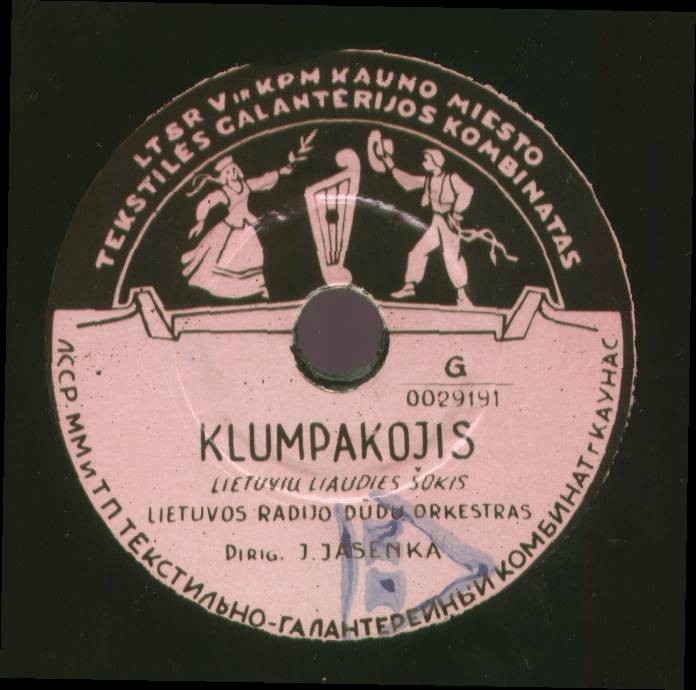 LTSR V IR KPM KAUNO MIESTO
TEKSTILĖS GALANTĖRIJOS KOMBINATAS
G
0029191
KLUMPAKOJIS
LIETUVIŲ LIAUDIES ŠOKIS
LIETUVOS RADIJO DŪDŲ ORKESTRAS
DIRIG. J. JASENKA
ЛССР. ММ и ТП ТЕКСТИЛЬНО-ГАЛАНТЕРЕЙНЫЙ КОМБИНАТ г КАУНАС